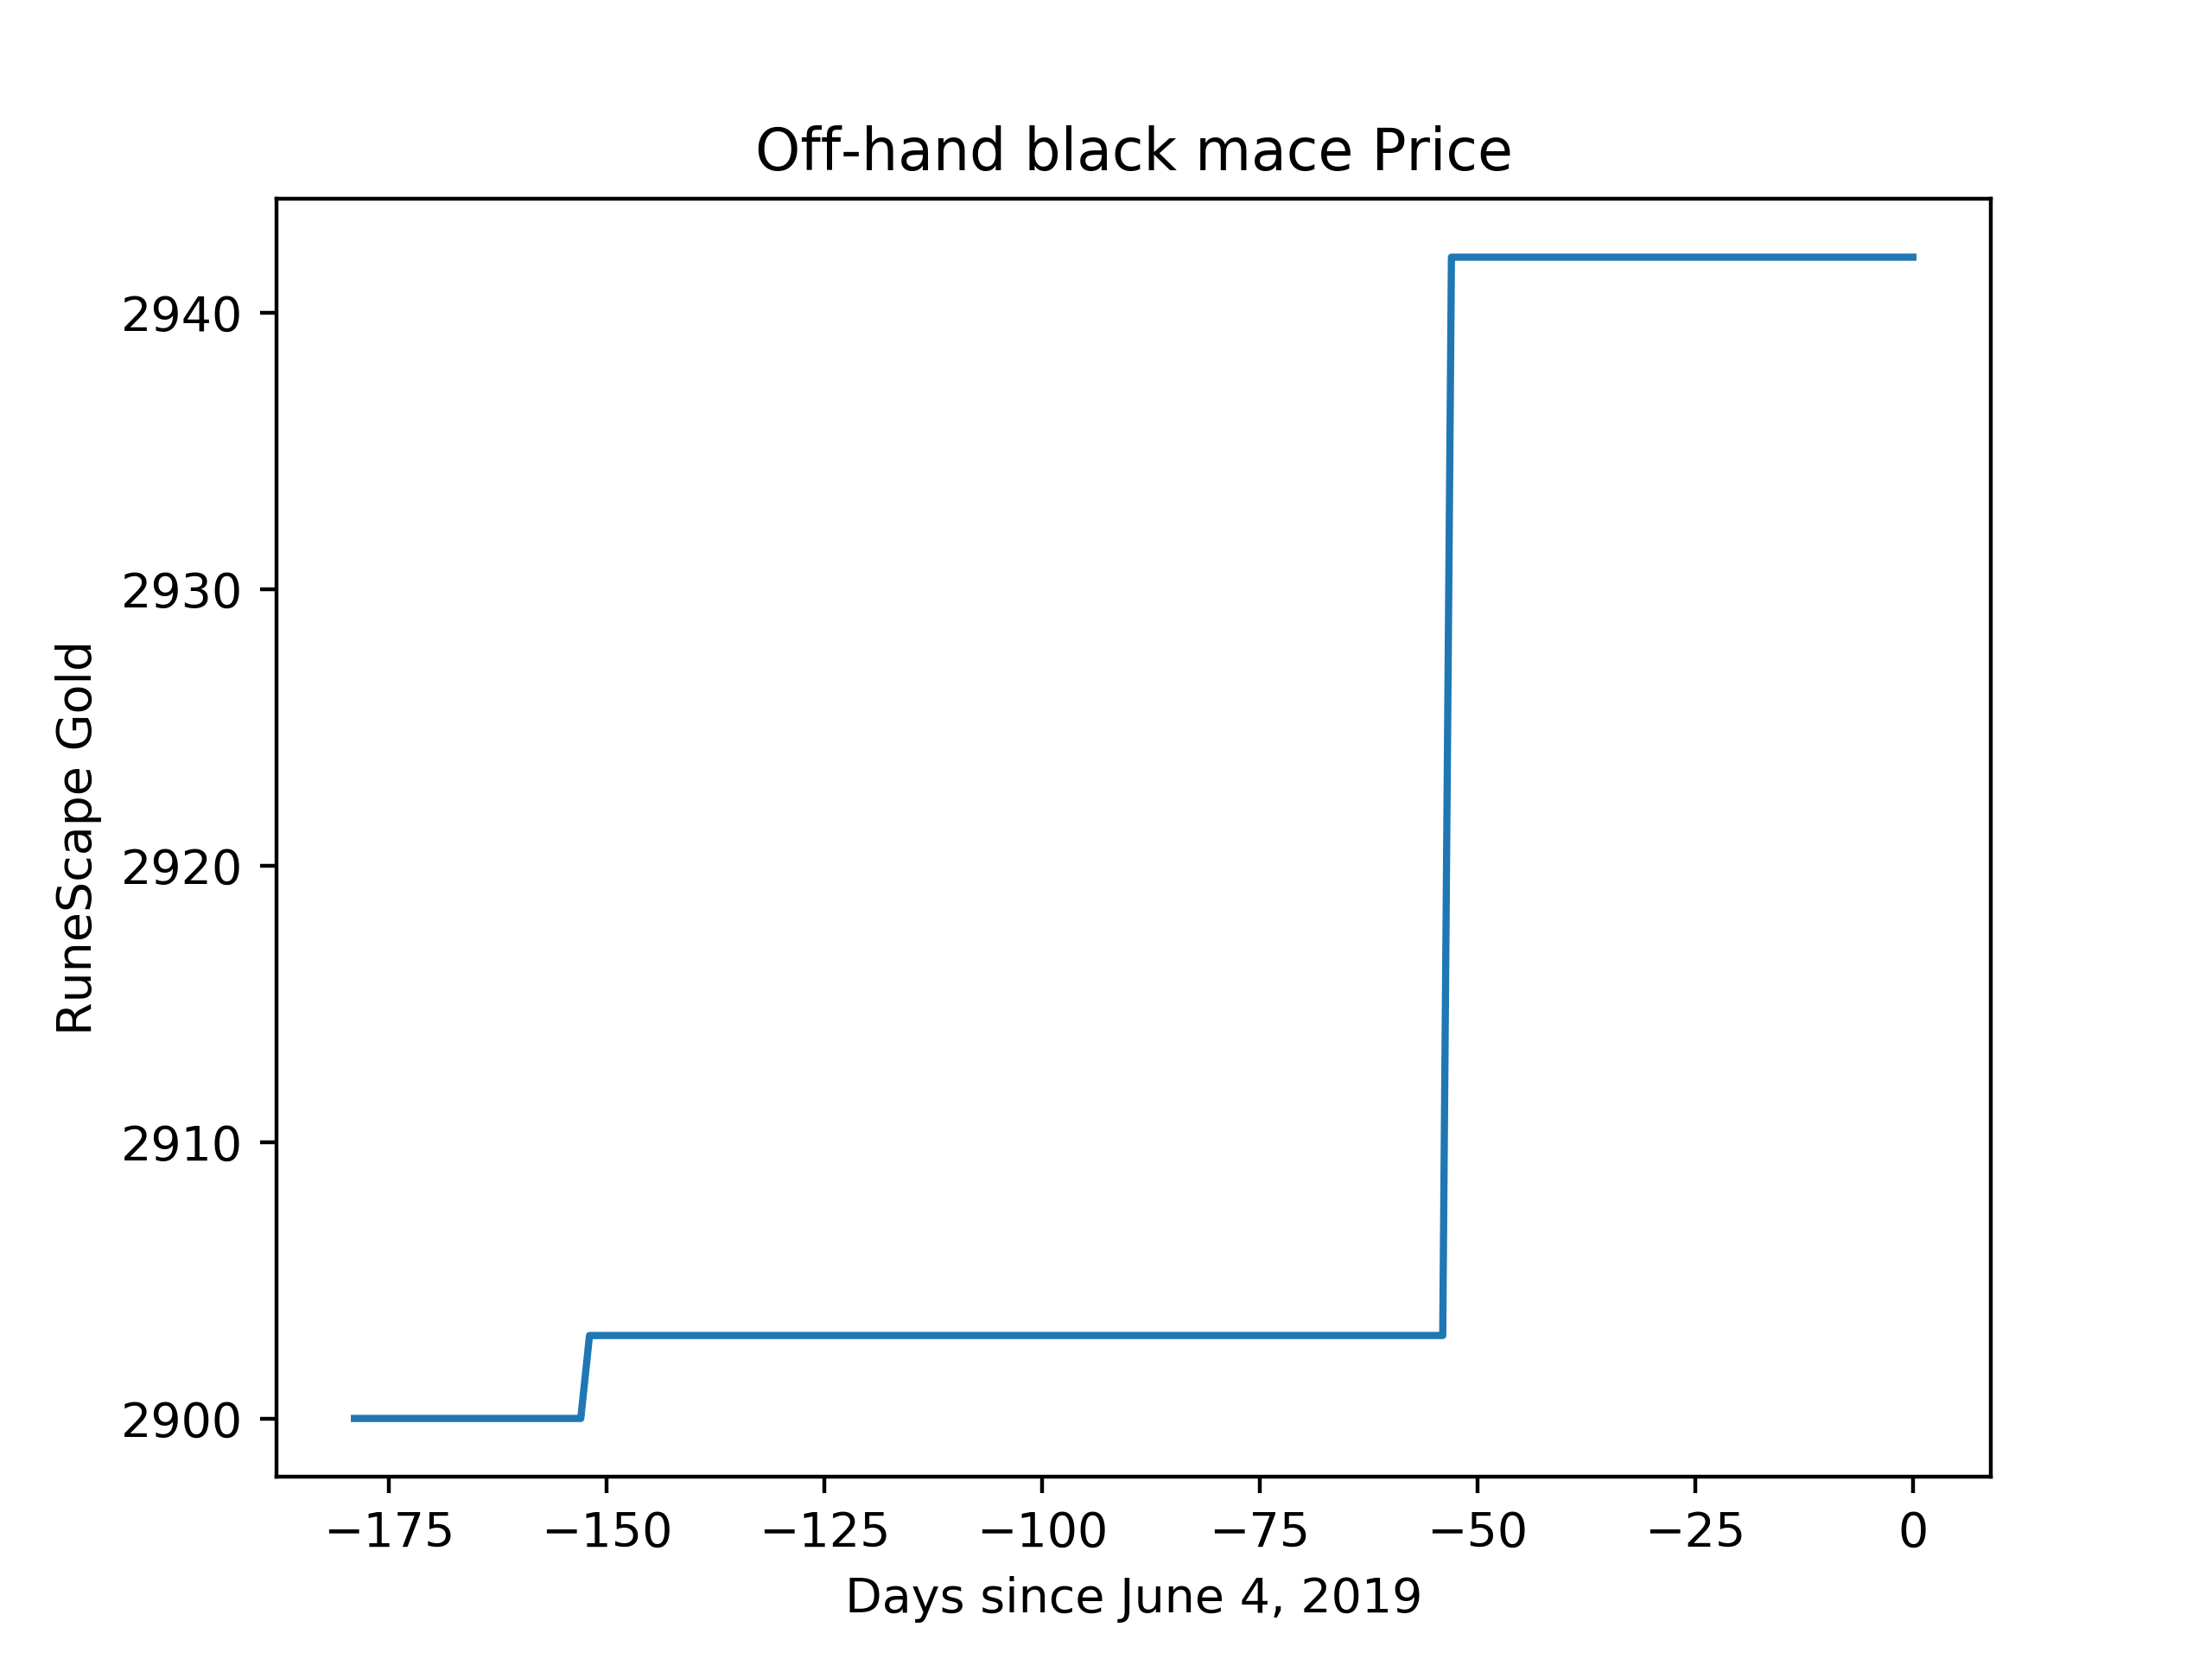 Off-hand black mace Price
RuneScape Gold
2940
2930
2920
2910
2900
−175 −150 −125 −100 −75 −50 −25 0
Days since June 4, 2019